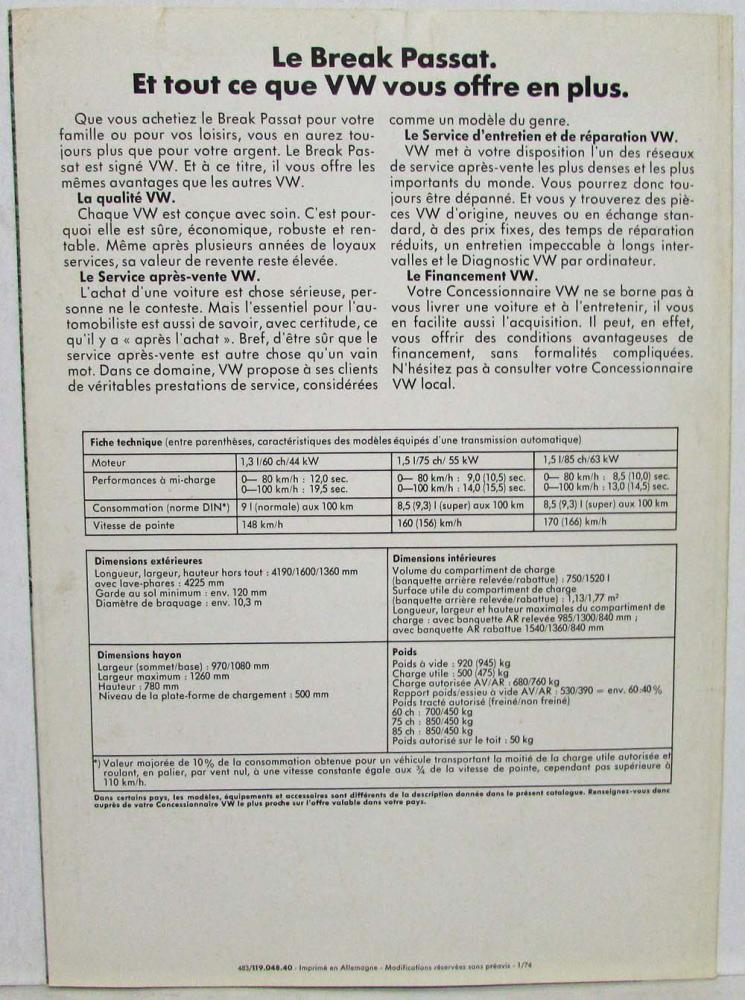 Le Break Passat.
Et tout ce que VW vous offre en plus.
Que vous achetiez le Break Passat pour votre
famille ou pour vos loisirs, vous en aurez tou-
jours plus que pour votre argent. Le Break Pas-
sat est signé VW. Et à ce titre, il vous offre les
mêmes avantages que les autres VW.
La qualité VW.
Chaque VW est conçue avec soin. C'est pour-
quoi elle est sûre, économique, robuste et ren-
table. Même après plusieurs années de loyaux
services, sa valeur de revente reste élevée.
Le Service après-vente VW.
L'achat d'une voiture est chose sérieuse, per-
sonne ne le conteste. Mais l'essentiel pour l'au-
tomobiliste est aussi de savoir, avec certitude, ce
qu'il y a « après l'achat ». Bref, d'être sûr que le
service après-vente est autre chose qu'un vain
mot. Dans ce domaine, VW propose à ses clients
de véritables prestations de service, considérées
comme un modèle du genre.
Le Service d'entretien et de réparation VW.
VW met à votre disposition l'un des réseaux
de service après-vente les plus denses et les plus
importants du monde. Vous pourrez donc tou-
jours être dépanné. Et vous y trouverez des piè-
ces VW d'origine, neuves ou en échange stan-
dard, à des prix fixes, des temps de réparation
réduits, un entretien impeccable à longs inter-
valles et le Diagnostic VW par ordinateur.
Le Financement VW.
Votre Concessionnaire VW ne se borne pas à
vous livrer une voiture et à l'entretenir, il vous
en facilite aussi l'acquisition. Il peut, en effet,
vous offrir des conditions avantageuses de
financement, sans formalités compliquées.
N'hésitez pas à consulter votre Concessionnaire
VW local.
Fiche technique (entre parenthèses, caractéristiques des modèles équipés d'une transmission automatique)
Moteur 1,3 l/60 ch/44 kW 1,5 l/75 ch/ 55 kW 1,5 l/85 ch/63 kW
Performances à mi-charge 0— 80 km/h : 12,0 sec. 0— 80 km/h : 9,0 (10,5) sec. 0— 80 km/h : 8,5 (10,0) sec.
0—100 km/h : 19,5 sec. 0—100 km/h : 14,0 (15,5) sec. 0—100 km/h : 13,0 (14,5) sec.
Consommation (norme DIN*) 9 l (normale) aux 100 km 8,5 (9,3) l (super) aux 100 km 8,5 (9,3) l (super) aux 100 km
Vitesse de pointe 148 km/h 160 (156) km/h 170 (166) km/h
Dimensions extérieures
Longueur, largeur, hauteur hors tout : 4190/1600/1360 mm
avec lave-phares : 4225 mm
Garde au sol minimum : env. 120 mm
Diamètre de braquage : env. 10,3 m
Dimensions intérieures
Volume du compartiment de charge
(banquette arrière relevée/rabattue) : 750/1520 l
Surface utile du compartiment de charge
(banquette arrière relevée/rabattue) : 1,13/1,77 m²
Longueur, largeur et hauteur maximales du compartiment de
charge : avec banquette AR relevée 985/1300/840 mm ;
avec banquette AR rabattue 1540/1360/840 mm
Dimensions hayon
Largeur (sommet/base) : 970/1080 mm
Largeur maximum : 1260 mm
Hauteur : 780 mm
Niveau de la plate-forme de chargement : 500 mm
Poids
Poids à vide : 920 (945) kg
Charge utile : 500 (475) kg
Charge autorisée AV/AR : 680/760 kg
Rapport poids/essieu à vide AV/AR : 530/390 = env. 60:40 %
Poids tracté autorisé (freiné/non freiné)
60 ch : 700/450 kg
75 ch : 850/450 kg
85 ch : 850/450 kg
Poids autorisé sur le toit : 50 kg
*) Valeur majorée de 10% de la consommation obtenue pour un véhicule transportant la moitié de la charge utile autorisée et
roulant, en palier, par vent nul, à une vitesse constante égale aux ¾ de la vitesse de pointe, cependant pas supérieure à
110 km/h.
Dans certains pays, les modèles, équipements et accessoires sont différents de la description donnée dans le présent catalogue. Renseignez-vous donc
auprès de votre Concessionnaire VW le plus proche sur l'offre valable dans votre pays.
483/119.048.40 · Imprimé en Allemagne - Modifications réservées sans préavis - 1/74